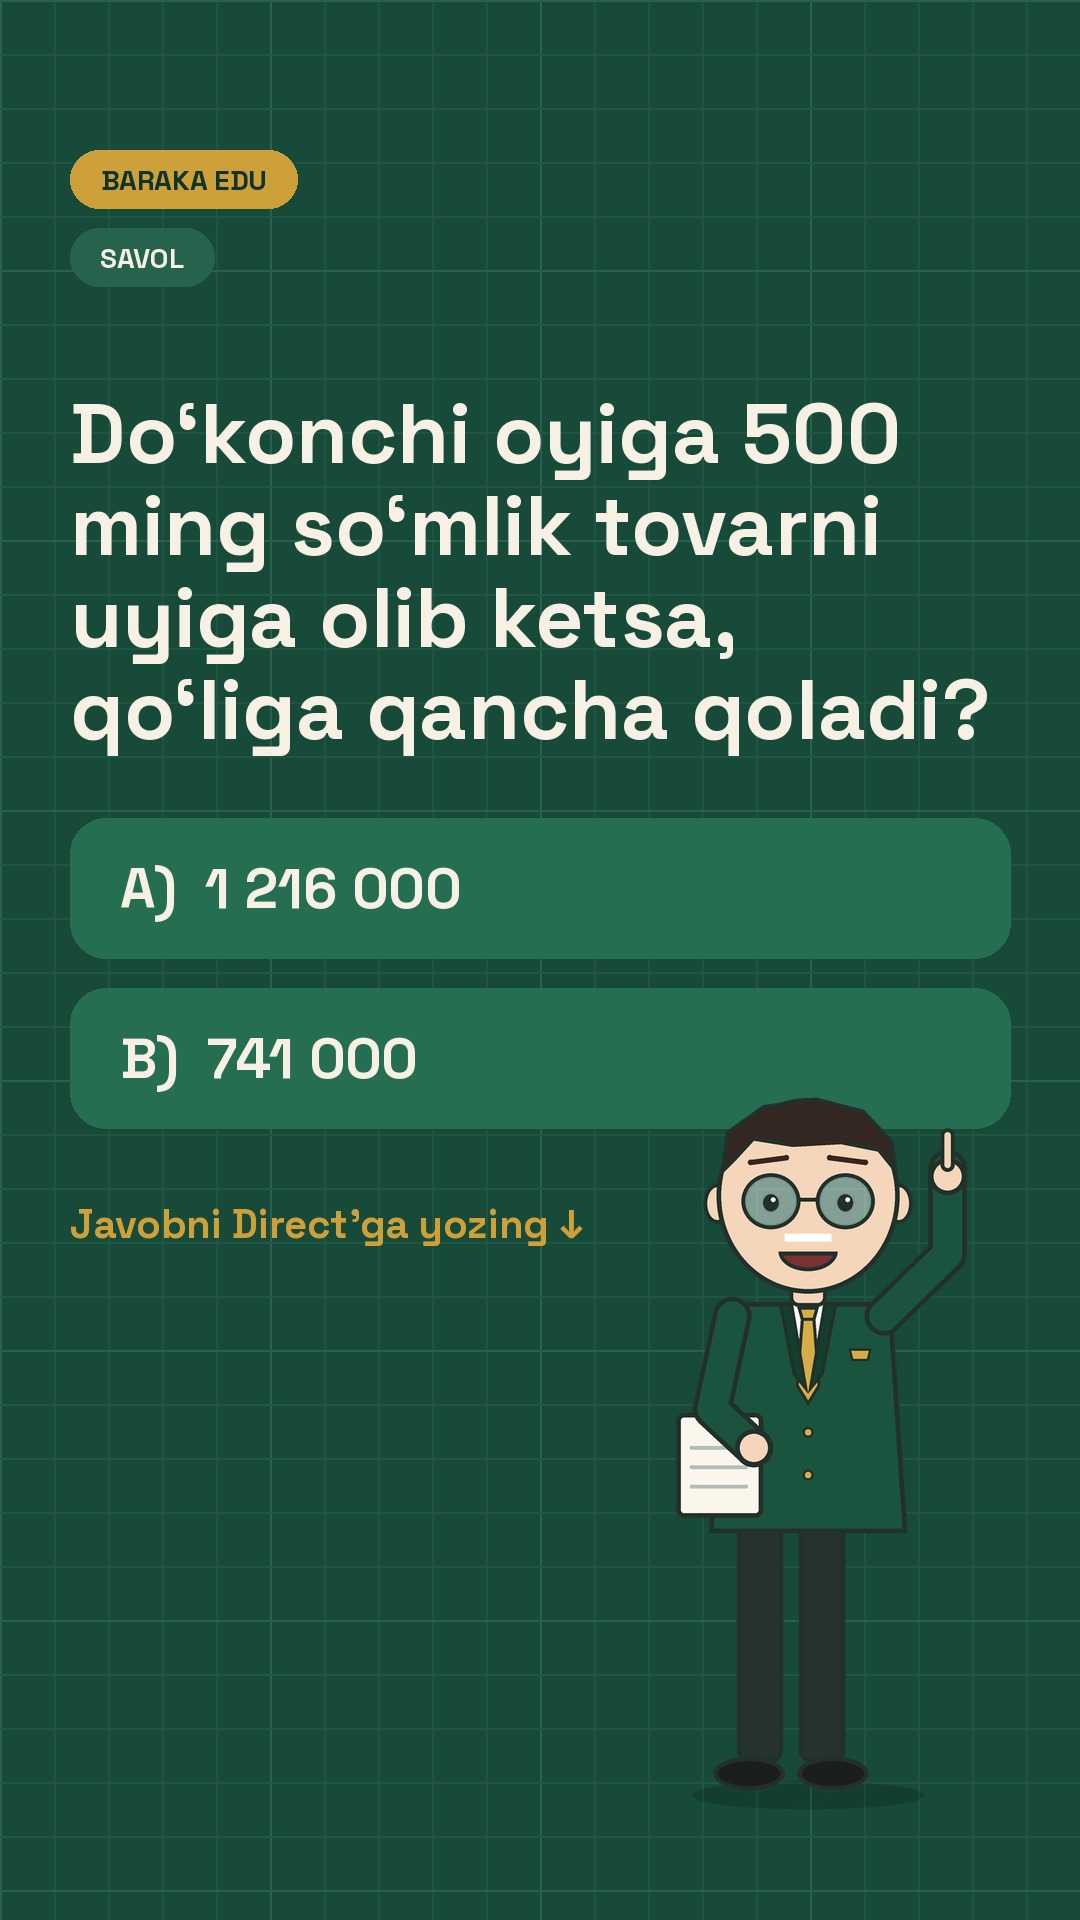 BARAKA EDU
SAVOL
Do‘konchi oyiga 500
ming so‘mlik tovarni
uyiga olib ketsa,
qo‘liga qancha qoladi?
A) 1 216 000
B) 741 000
Javobni Direct’ga yozing ↓